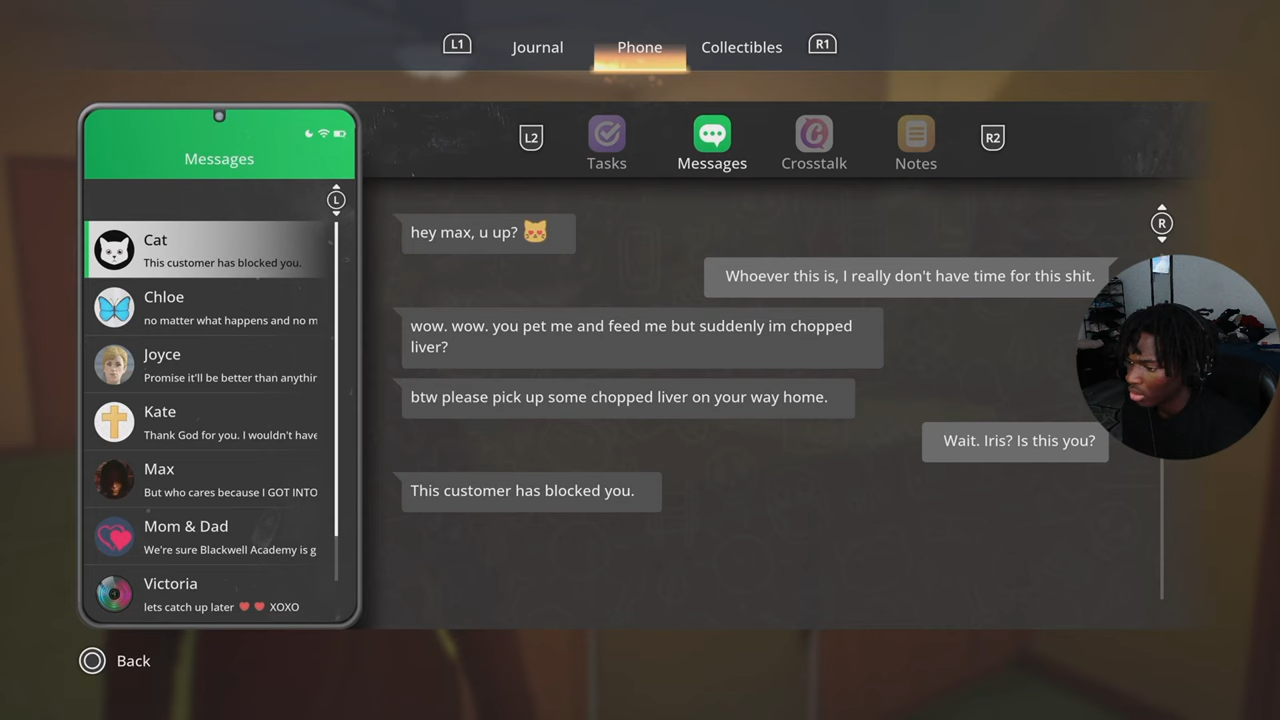 L1 Journal Phone Collectibles R1
Messages
L2 Tasks Messages Crosstalk Notes R2
L
R
Cat
This customer has blocked you.
Chloe
no matter what happens and no m
Joyce
Promise it'll be better than anythin
Kate
Thank God for you. I wouldn't have
Max
But who cares because I GOT INTO
Mom & Dad
We're sure Blackwell Academy is g
Victoria
lets catch up later ❤️ ❤️ XOXO
hey max, u up? 😻
Whoever this is, I really don't have time for this shit.
wow. wow. you pet me and feed me but suddenly im chopped
liver?
btw please pick up some chopped liver on your way home.
Wait. Iris? Is this you?
This customer has blocked you.
Back